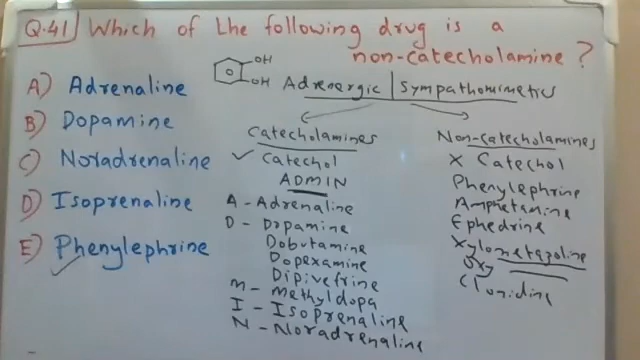 Q.41) Which of the following drug is a
non-catecholamine ?
A) Adrenaline
B) Dopamine
C) Noradrenaline
D) Isoprenaline
E) Phenylephrine
OH
OH
Adrenergic | Sympathomimetics
Catecholamines
✓ Catechol
ADMIN
A - Adrenaline
D - Dopamine
Dobutamine
Dopexamine
Dipivefrine
M - Methyldopa
I - Isoprenaline
N - Noradrenaline
Non-catecholamines
X Catechol
Phenylephrine
Amphetamine
Ephedrine
Xylometazoline
Oxy
Clonidine